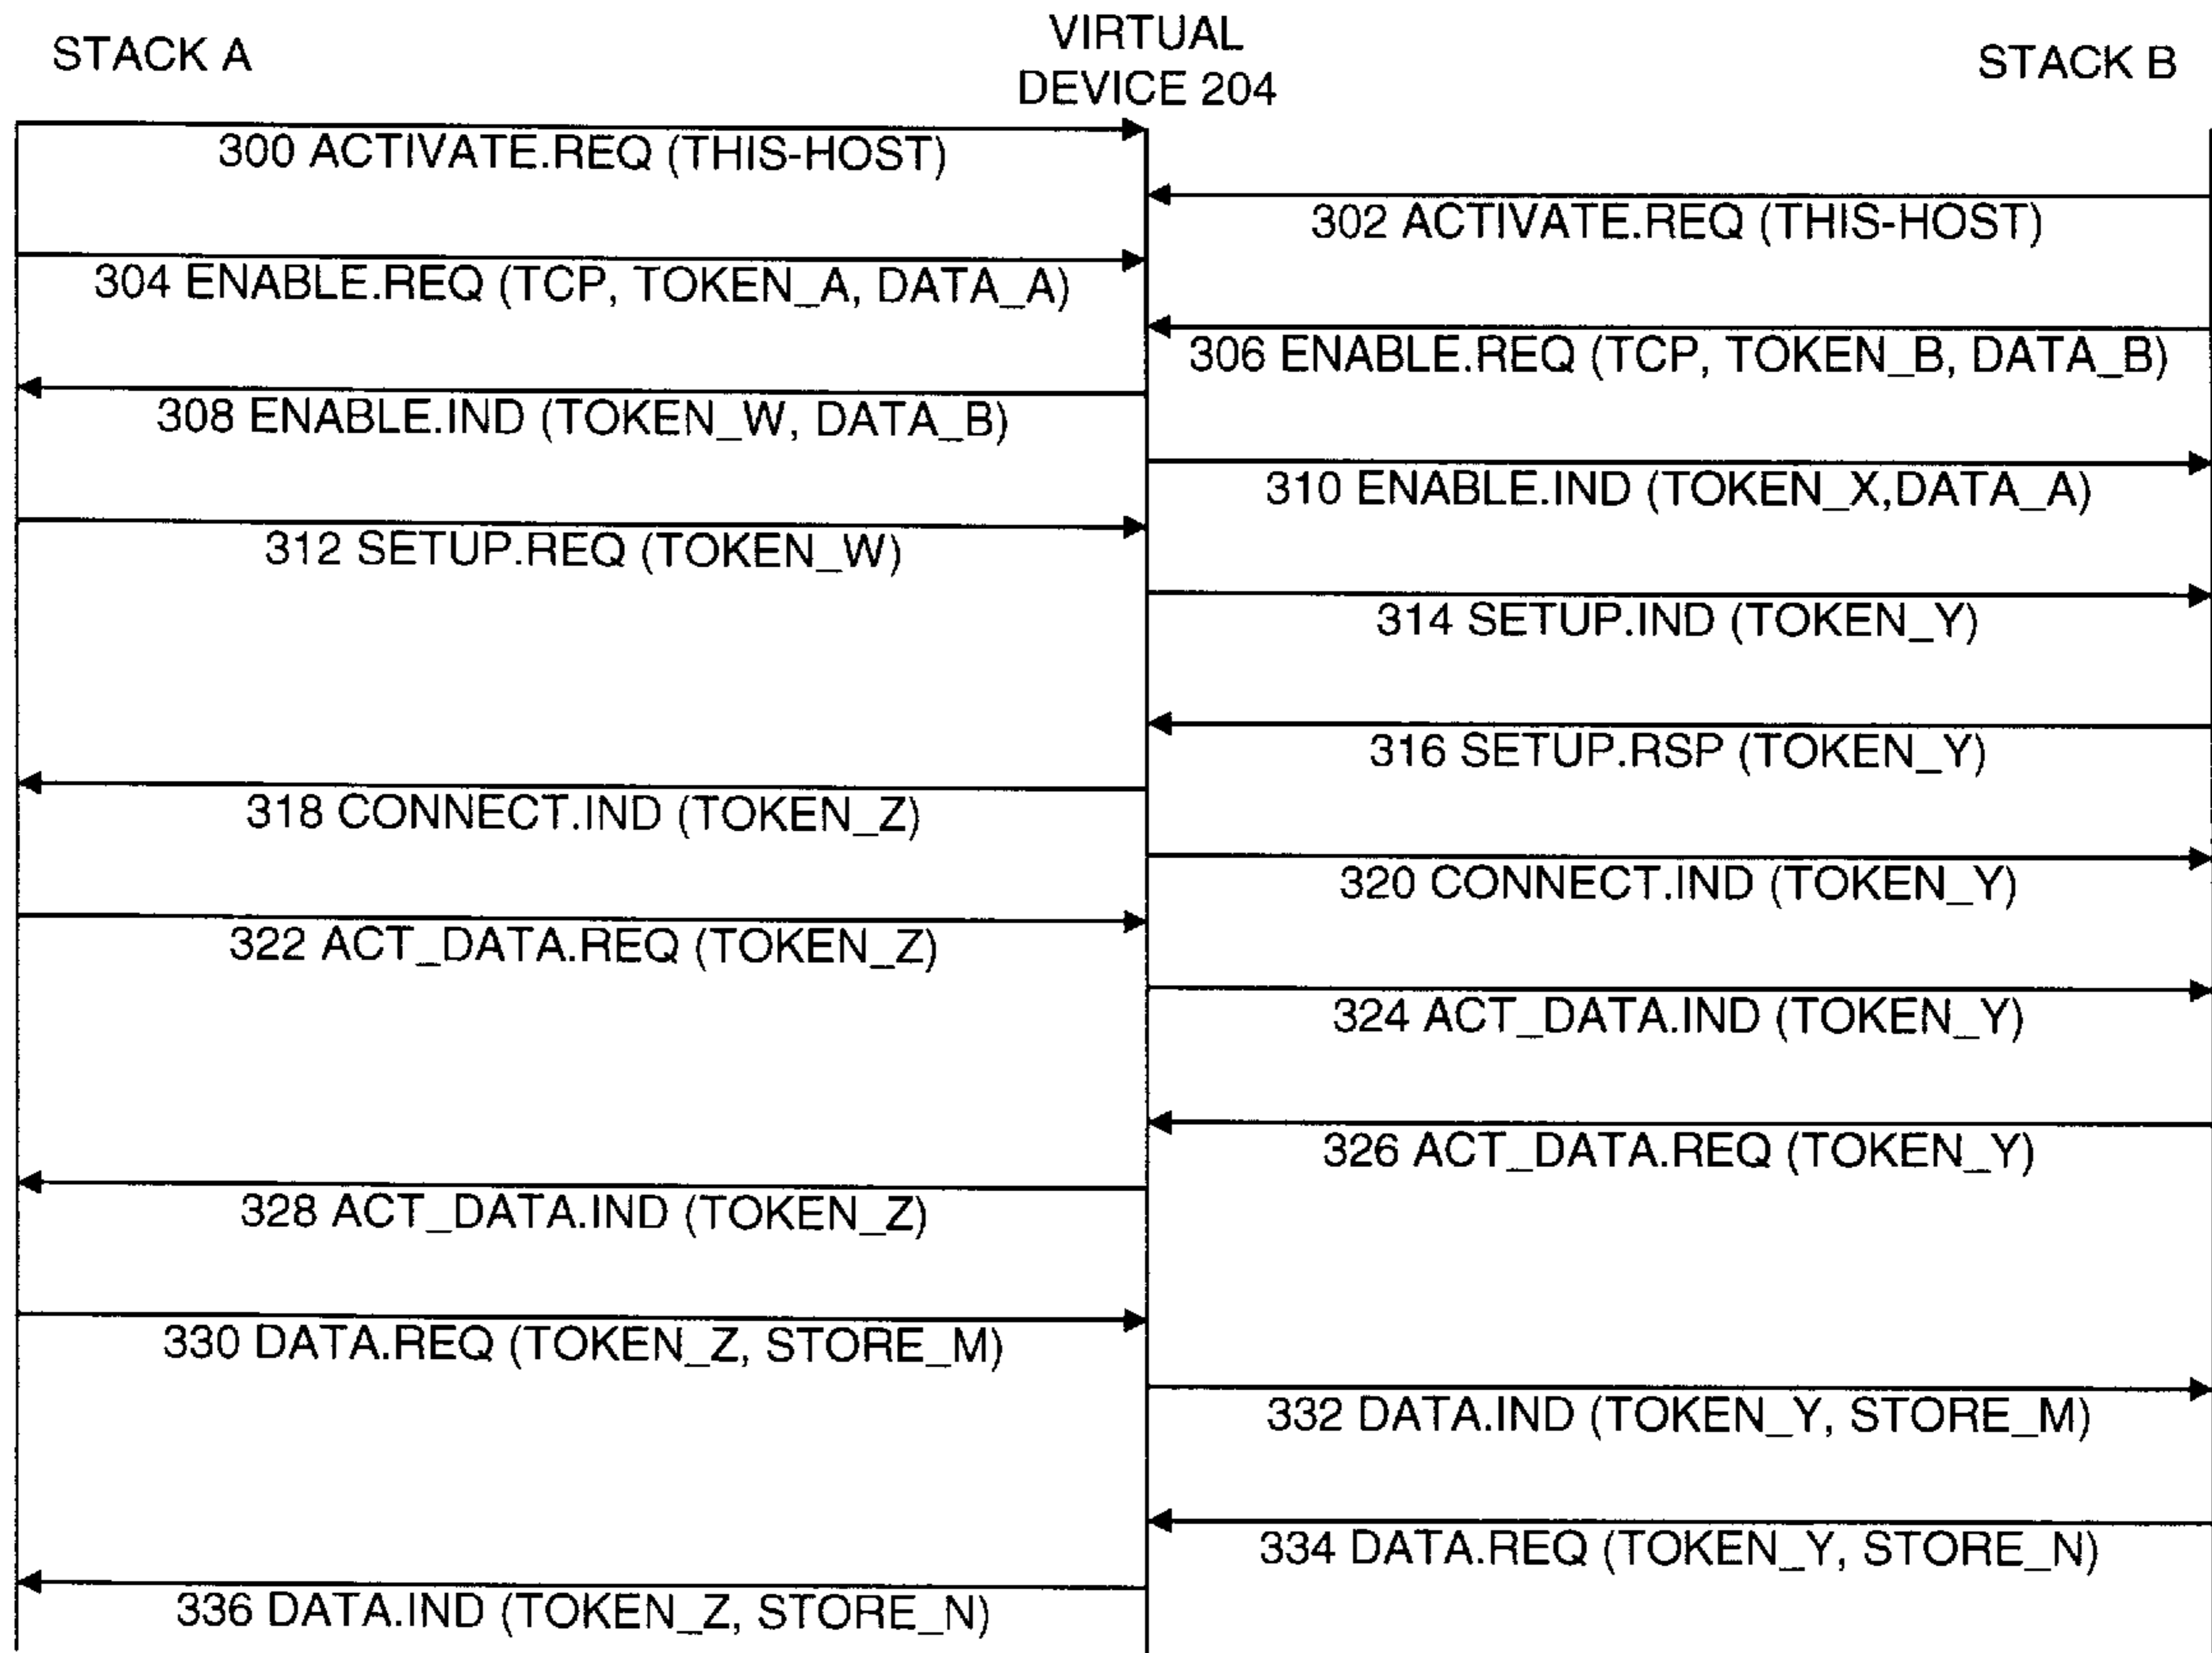 STACK A
VIRTUAL
DEVICE 204
STACK B
300 ACTIVATE.REQ (THIS-HOST)
302 ACTIVATE.REQ (THIS-HOST)
304 ENABLE.REQ (TCP, TOKEN_A, DATA_A)
306 ENABLE.REQ (TCP, TOKEN_B, DATA_B)
308 ENABLE.IND (TOKEN_W, DATA_B)
310 ENABLE.IND (TOKEN_X,DATA_A)
312 SETUP.REQ (TOKEN_W)
314 SETUP.IND (TOKEN_Y)
316 SETUP.RSP (TOKEN_Y)
318 CONNECT.IND (TOKEN_Z)
320 CONNECT.IND (TOKEN_Y)
322 ACT_DATA.REQ (TOKEN_Z)
324 ACT_DATA.IND (TOKEN_Y)
326 ACT_DATA.REQ (TOKEN_Y)
328 ACT_DATA.IND (TOKEN_Z)
330 DATA.REQ (TOKEN_Z, STORE_M)
332 DATA.IND (TOKEN_Y, STORE_M)
334 DATA.REQ (TOKEN_Y, STORE_N)
336 DATA.IND (TOKEN_Z, STORE_N)